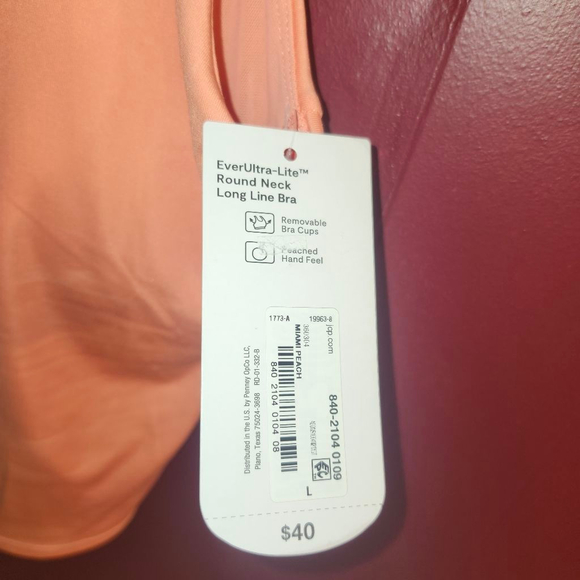 EverUltra-Lite™
Round Neck
Long Line Bra
Removable
Bra Cups
Peached
Hand Feel
1773-A 19963-8
jcp.com
MIAMI PEACH
840 2104 0104 08
840-2104 0109
L
Distributed in the U.S. by Penney OpCo LLC,
Plano, Texas 75024-3698 RD-01-332-B
$40